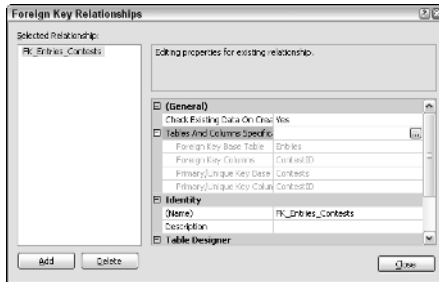 Foreign Key Relationships
Selected Relationship:
FK_Entries_Contests
Editing properties for existing relationship.
(General)
Check Existing Data On Crea Yes
Tables And Columns Specific
Foreign Key Base Table Entries
Foreign Key Columns ContestID
Primary/Unique Key Base Contests
Primary/Unique Key Colun ContestID
Identity
(Name) FK_Entries_Contests
Description
Table Designer
Add Delete
Close